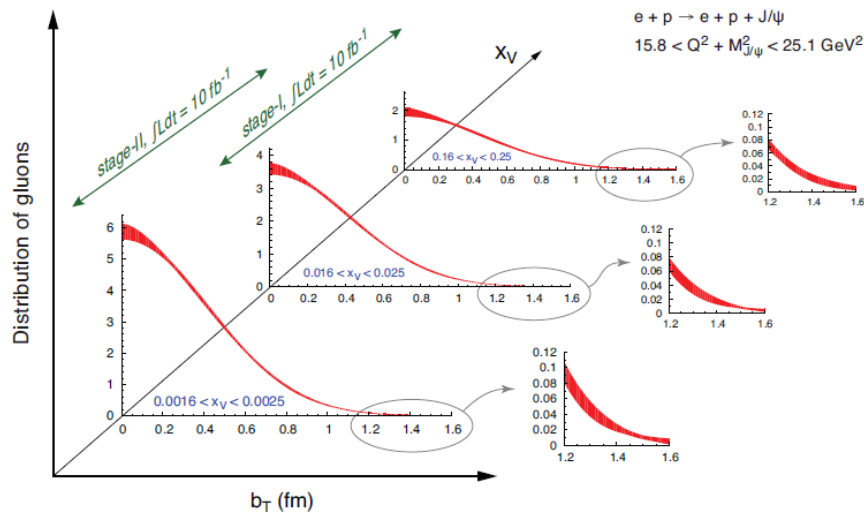 e + p → e + p + J/ψ
15.8 < Q² + M²J/ψ < 25.1 GeV²
stage-II, ∫Ldt = 10 fb⁻¹
stage-I, ∫Ldt = 10 fb⁻¹
xV
Distribution of gluons
bT (fm)
2
1
0
0.16 < xV < 0.25
0 0.2 0.4 0.6 0.8 1 1.2 1.4 1.6
0.12
0.1
0.08
0.06
0.04
0.02
0
1.2 1.4 1.6
4
3
2
1
0
0.016 < xV < 0.025
0 0.2 0.4 0.6 0.8 1 1.2 1.4 1.6
0.12
0.1
0.08
0.06
0.04
0.02
0
1.2 1.4 1.6
6
5
4
3
2
1
0
0.0016 < xV < 0.0025
0 0.2 0.4 0.6 0.8 1 1.2 1.4 1.6
0.12
0.1
0.08
0.06
0.04
0.02
0
1.2 1.4 1.6